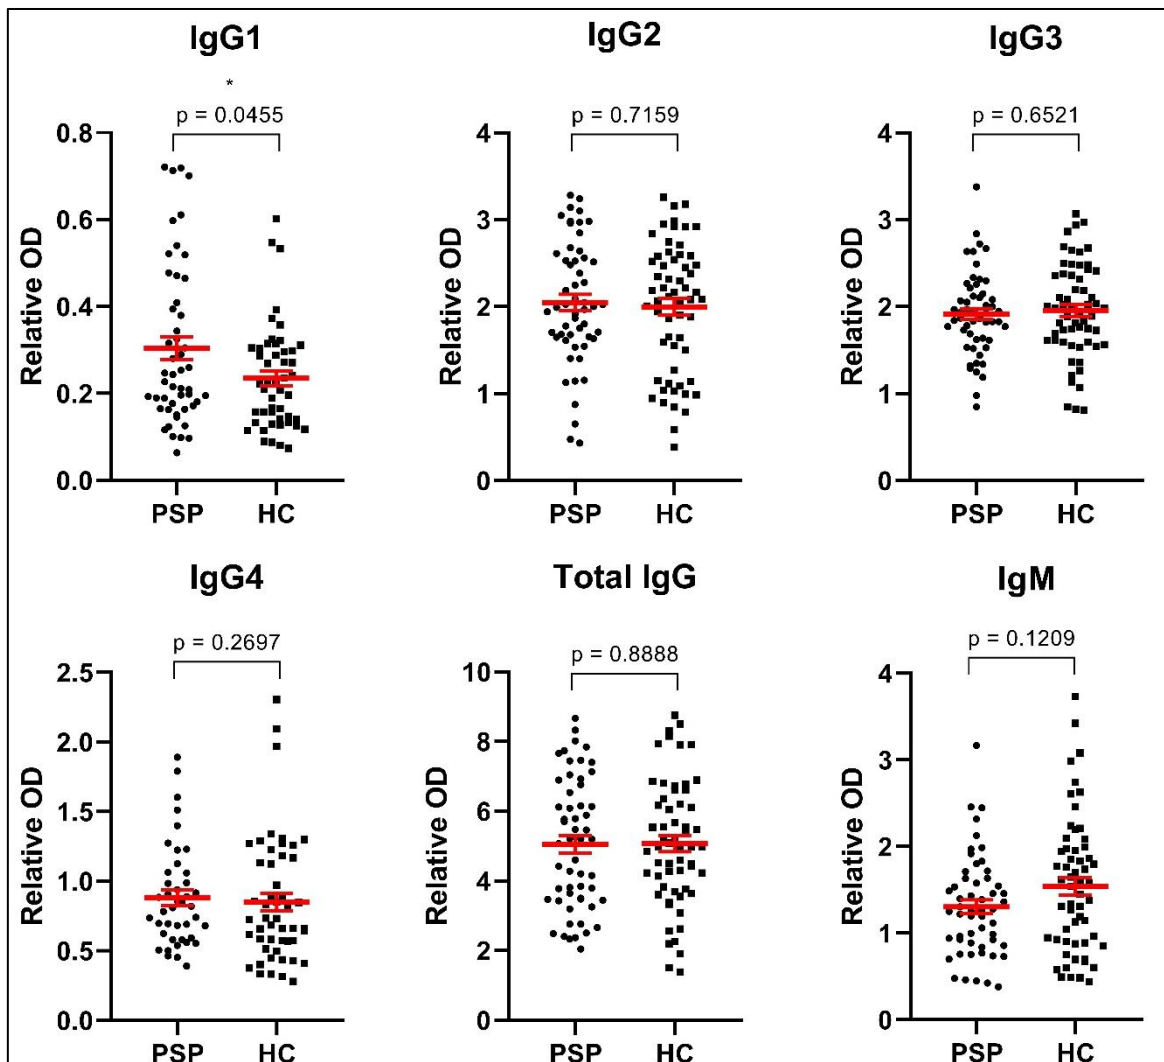 IgG1
*
p = 0.0455
Relative OD
0.8
0.6
0.4
0.2
0.0
PSP HC
IgG2
p = 0.7159
Relative OD
4
3
2
1
0
PSP HC
IgG3
p = 0.6521
Relative OD
4
3
2
1
0
PSP HC
IgG4
p = 0.2697
Relative OD
2.5
2.0
1.5
1.0
0.5
0.0
PSP HC
Total IgG
p = 0.8888
Relative OD
10
8
6
4
2
0
PSP HC
IgM
p = 0.1209
Relative OD
4
3
2
1
0
PSP HC